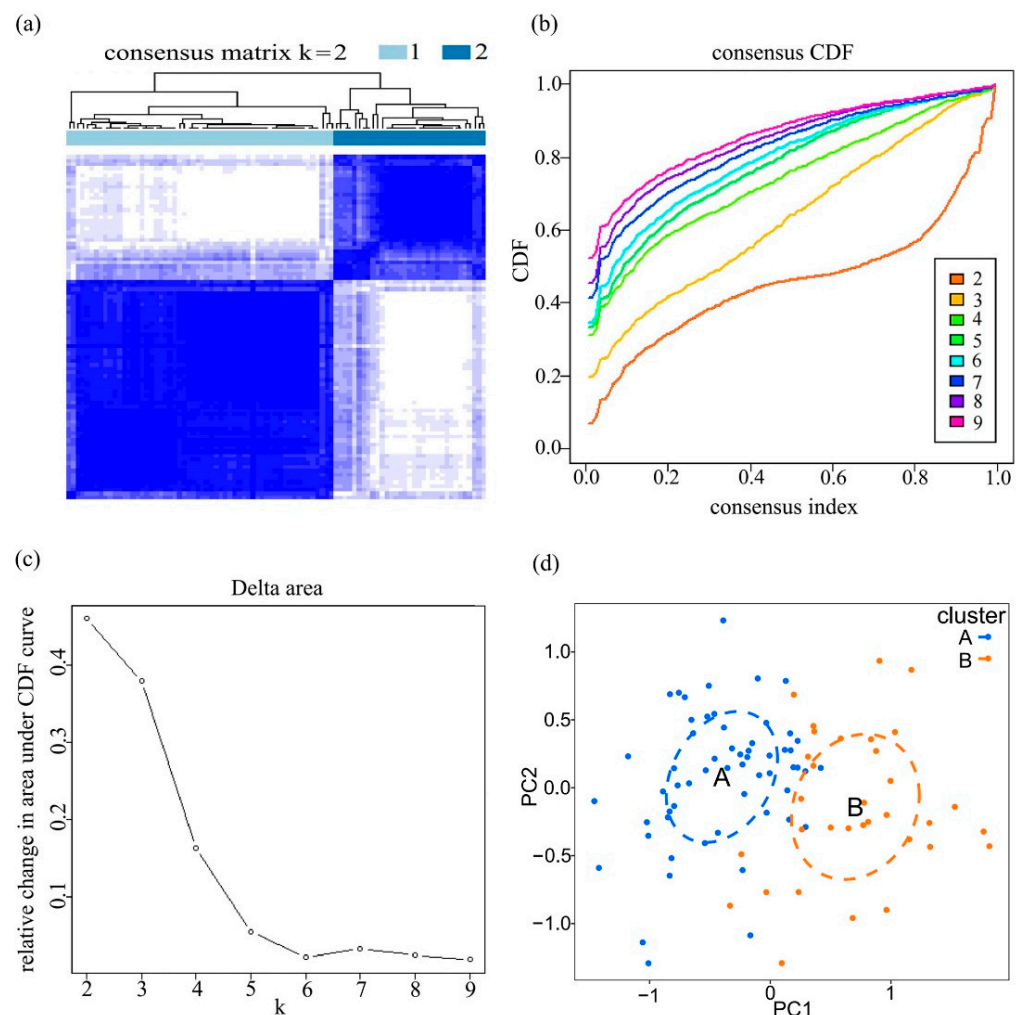 (a)
consensus matrix k=2 1 2
(b)
consensus CDF
1.0
0.8
0.6
0.4
0.2
0.0
CDF
2
3
4
5
6
7
8
9
0.0 0.2 0.4 0.6 0.8 1.0
consensus index
(c)
Delta area
relative change in area under CDF curve
0.4
0.3
0.2
0.1
2 3 4 5 6 7 8 9
k
(d)
cluster
A
B
1.0
0.5
0.0
−0.5
−1.0
PC2
A
B
−1 0 1
PC1